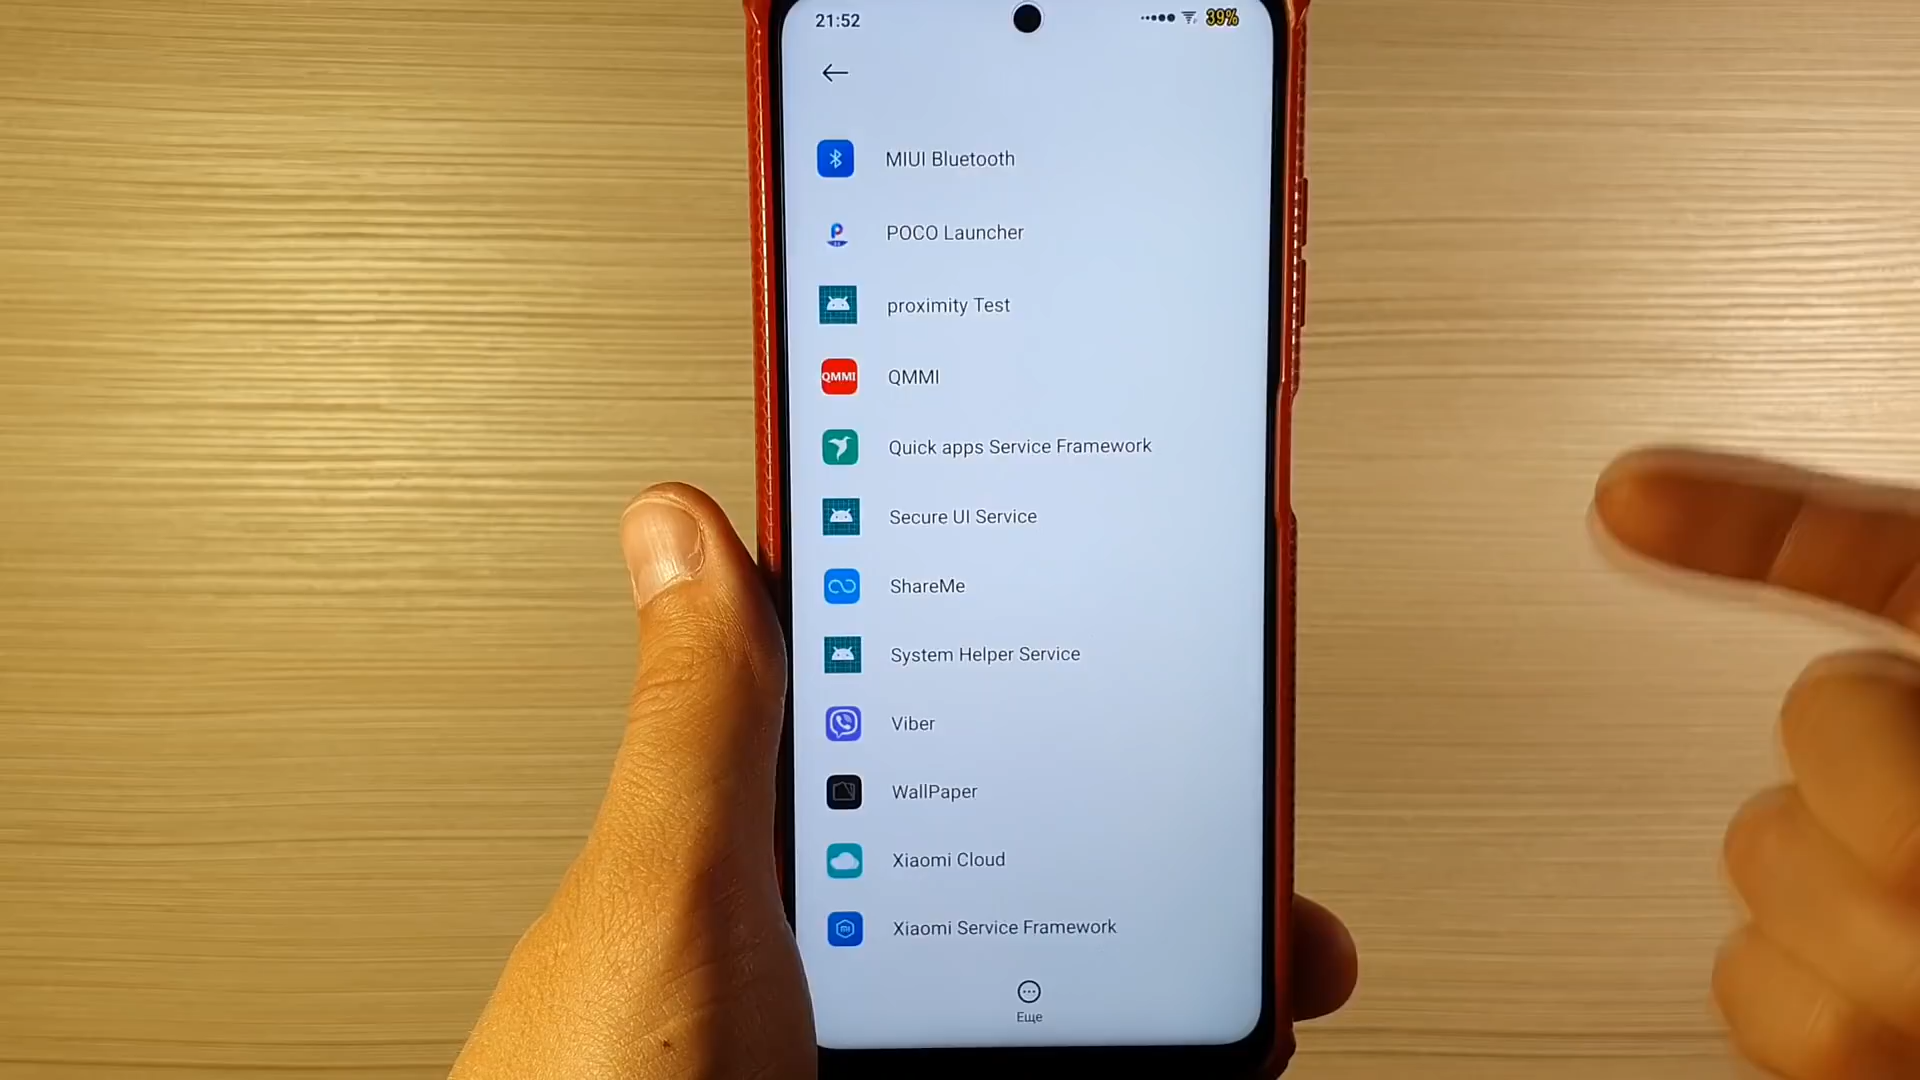 21:52
39%
MIUI Bluetooth
POCO Launcher
proximity Test
QMMI
QMMI
Quick apps Service Framework
Secure UI Service
ShareMe
System Helper Service
Viber
WallPaper
Xiaomi Cloud
Xiaomi Service Framework
Еще